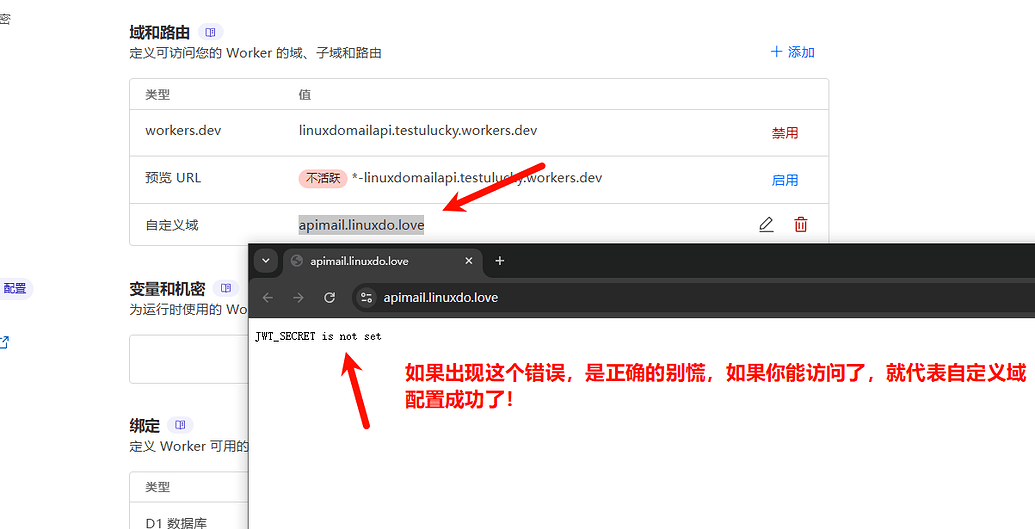 密
域和路由
定义可访问您的 Worker 的域、子域和路由
添加
类型 值
workers.dev linuxdomailapi.testulucky.workers.dev 禁用
预览 URL 不活跃 *-linuxdomailapi.testulucky.workers.dev 启用
自定义域 apimail.linuxdo.love
apimail.linuxdo.love
配置
变量和机密
apimail.linuxdo.love
为运行时使用的 Wo
JWT_SECRET is not set
如果出现这个错误，是正确的别慌，如果你能访问了，就代表自定义域
配置成功了！
绑定
定义 Worker 可用的
类型
D1 数据库